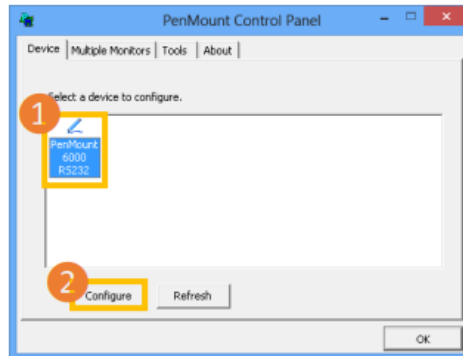 PenMount Control Panel
Device Multiple Monitors Tools About
Select a device to configure.
1
PenMount
6000
RS232
2
Configure Refresh
OK